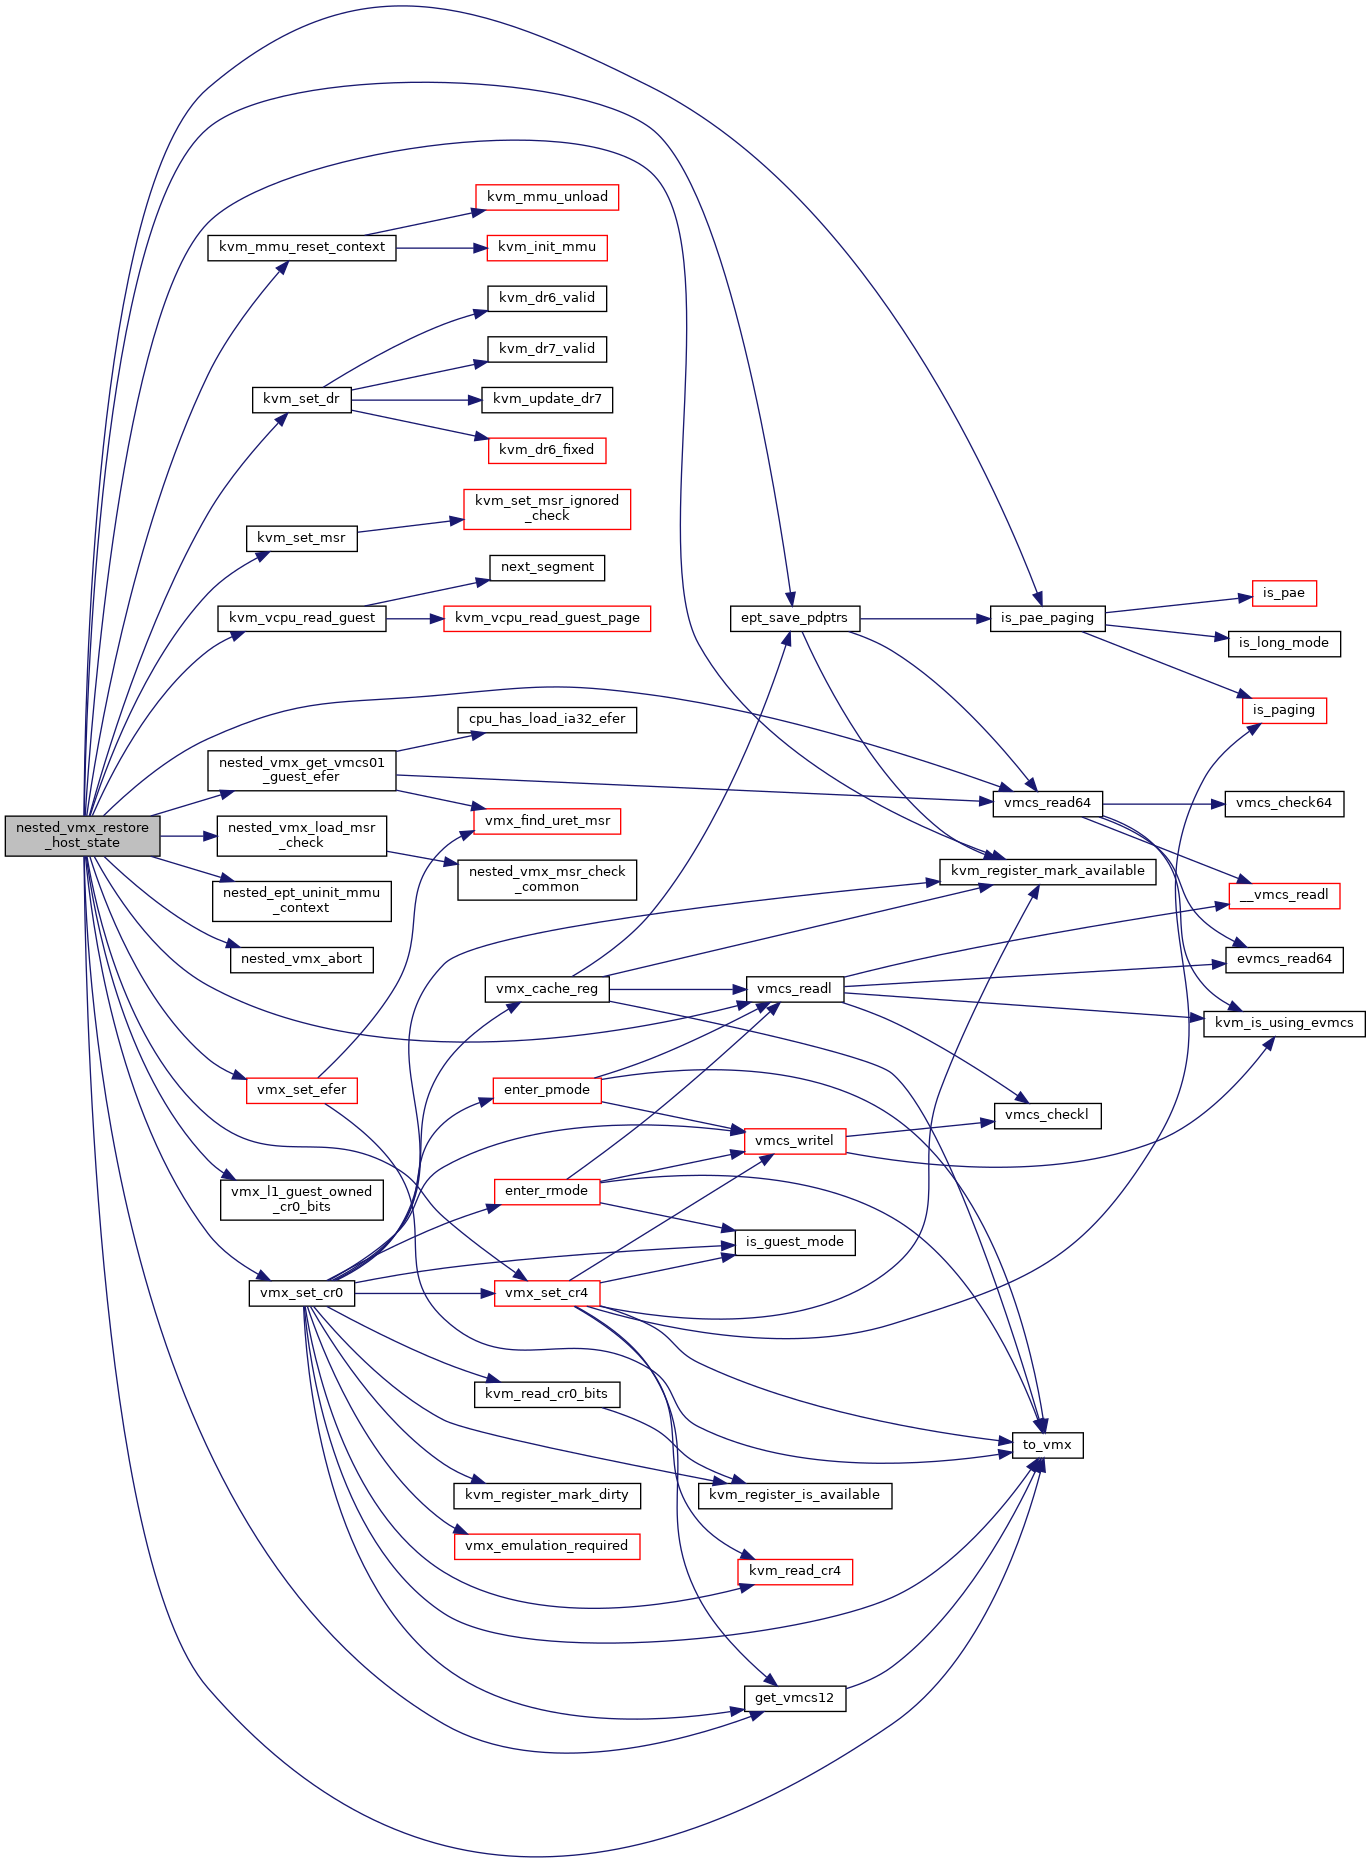 nested_vmx_restore
_host_state
kvm_mmu_reset_context
kvm_mmu_unload
kvm_init_mmu
kvm_set_dr
kvm_dr6_valid
kvm_dr7_valid
kvm_update_dr7
kvm_dr6_fixed
kvm_set_msr
kvm_set_msr_ignored
_check
kvm_vcpu_read_guest
next_segment
kvm_vcpu_read_guest_page
ept_save_pdptrs
is_pae_paging
is_pae
is_long_mode
is_paging
nested_vmx_get_vmcs01
_guest_efer
cpu_has_load_ia32_efer
vmx_find_uret_msr
vmcs_read64
vmcs_check64
nested_vmx_load_msr
_check
nested_vmx_msr_check
_common
kvm_register_mark_available
__vmcs_readl
nested_ept_uninit_mmu
_context
nested_vmx_abort
evmcs_read64
vmx_cache_reg
vmcs_readl
kvm_is_using_evmcs
vmx_set_efer
enter_pmode
vmcs_writel
vmcs_checkl
vmx_l1_guest_owned
_cr0_bits
enter_rmode
is_guest_mode
vmx_set_cr0
vmx_set_cr4
kvm_read_cr0_bits
to_vmx
kvm_register_mark_dirty
kvm_register_is_available
vmx_emulation_required
kvm_read_cr4
get_vmcs12